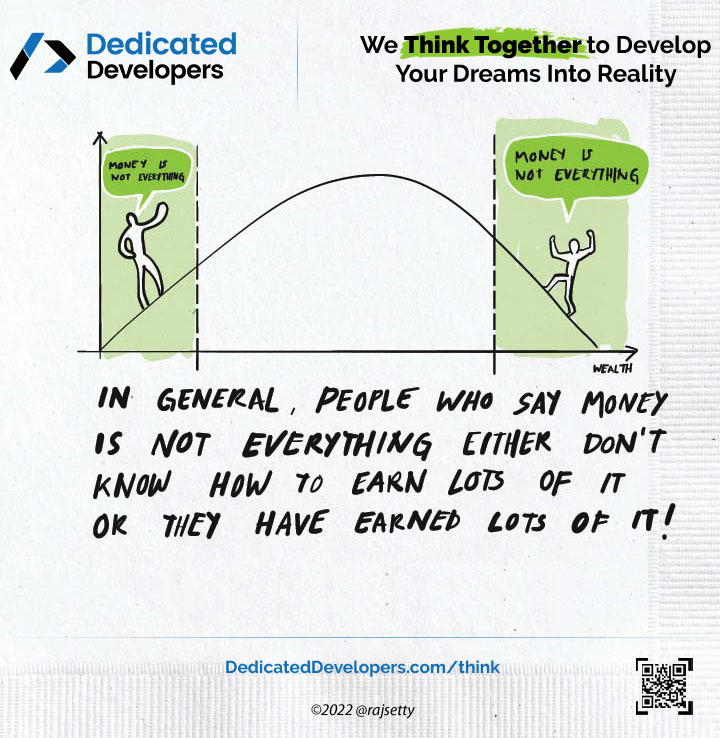 Dedicated
Developers
We Think Together to Develop
Your Dreams Into Reality
MONEY IS
NOT EVERYTHING
MONEY IS
NOT EVERYTHING
WEALTH
IN GENERAL, PEOPLE WHO SAY MONEY
IS NOT EVERYTHING EITHER DON'T
KNOW HOW TO EARN LOTS OF IT
OR THEY HAVE EARNED LOTS OF IT!
DedicatedDevelopers.com/think
©2022 @rajsetty